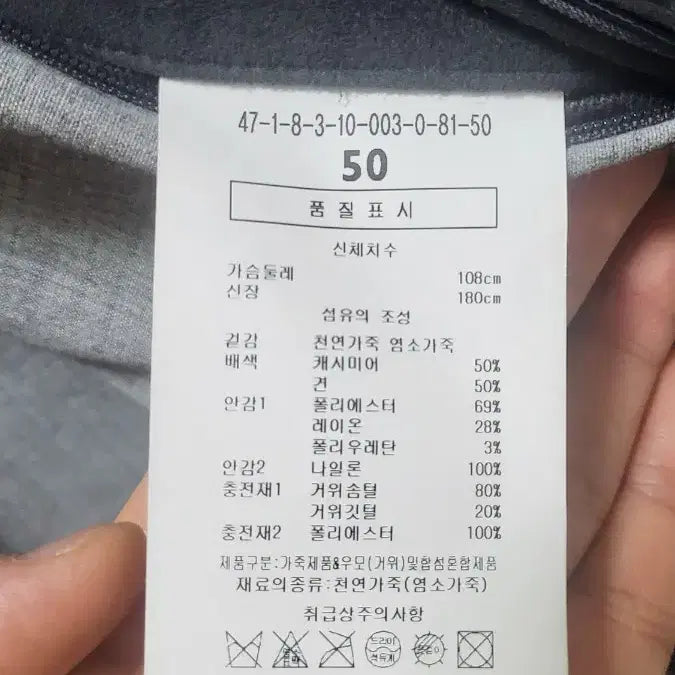 47-1-8-3-10-003-0-81-50
50
품질표시
신체치수
가슴둘레 108cm
신장 180cm
섬유의 조성
겉감 천연가죽 염소가죽
배색 캐시미어 50%
견 50%
안감1 폴리에스터 69%
레이온 28%
폴리우레탄 3%
안감2 나일론 100%
충전재1 거위솜털 80%
거위깃털 20%
충전재2 폴리에스터 100%
제품구분:가죽제품&우모(거위)및합섬혼합제품
재료의종류:천연가죽(염소가죽)
취급상주의사항
드라이
석유계